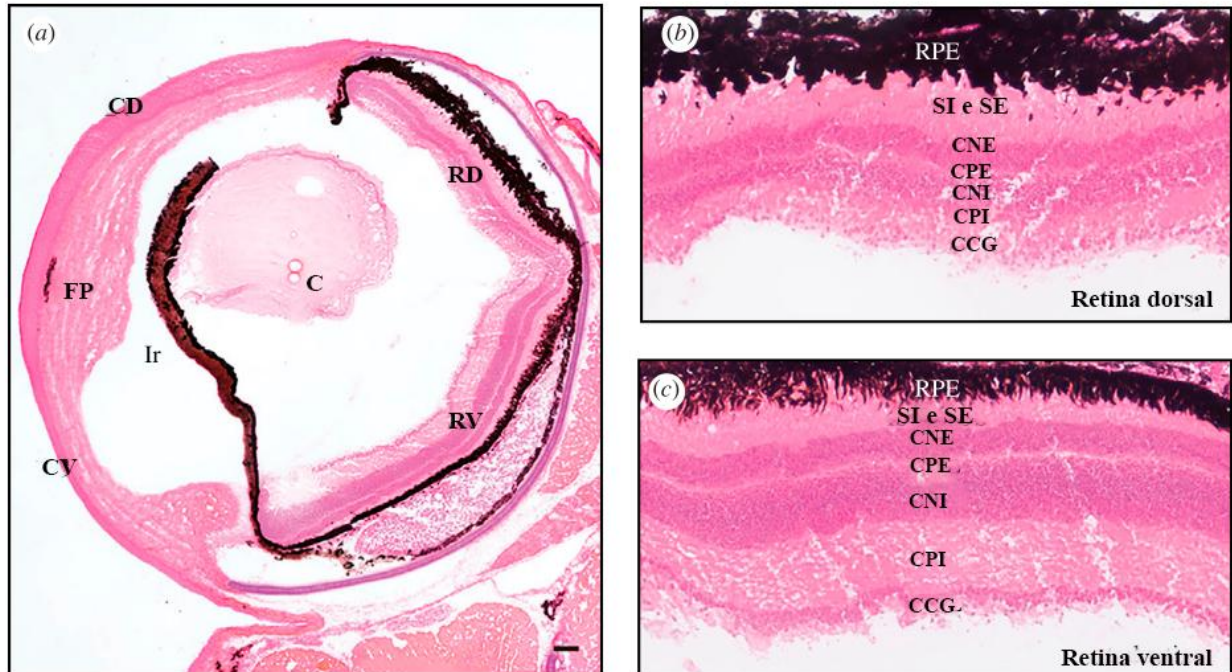 (a)
CD
RD
FP
C
Ir
RV
CV
(b)
RPE
SI e SE
CNE
CPE
CNI
CPI
CCG
Retina dorsal
(c)
RPE
SI e SE
CNE
CPE
CNI
CPI
CCG
Retina ventral